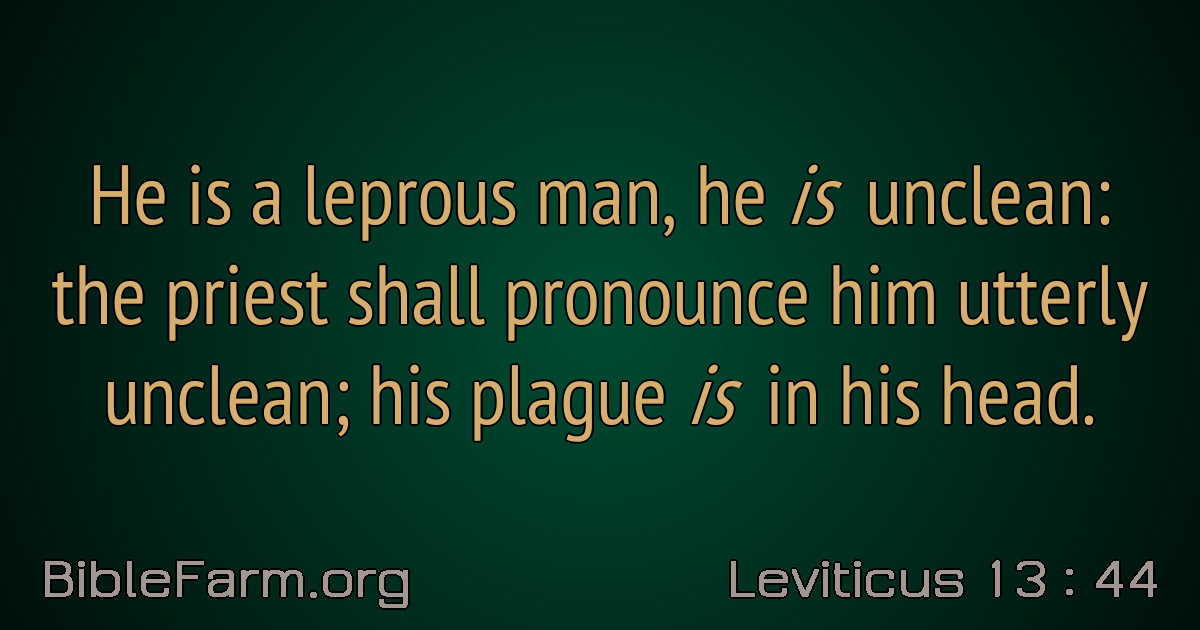 He is a leprous man, he is unclean:
the priest shall pronounce him utterly
unclean; his plague is in his head.
BibleFarm.org
Leviticus 13 : 44